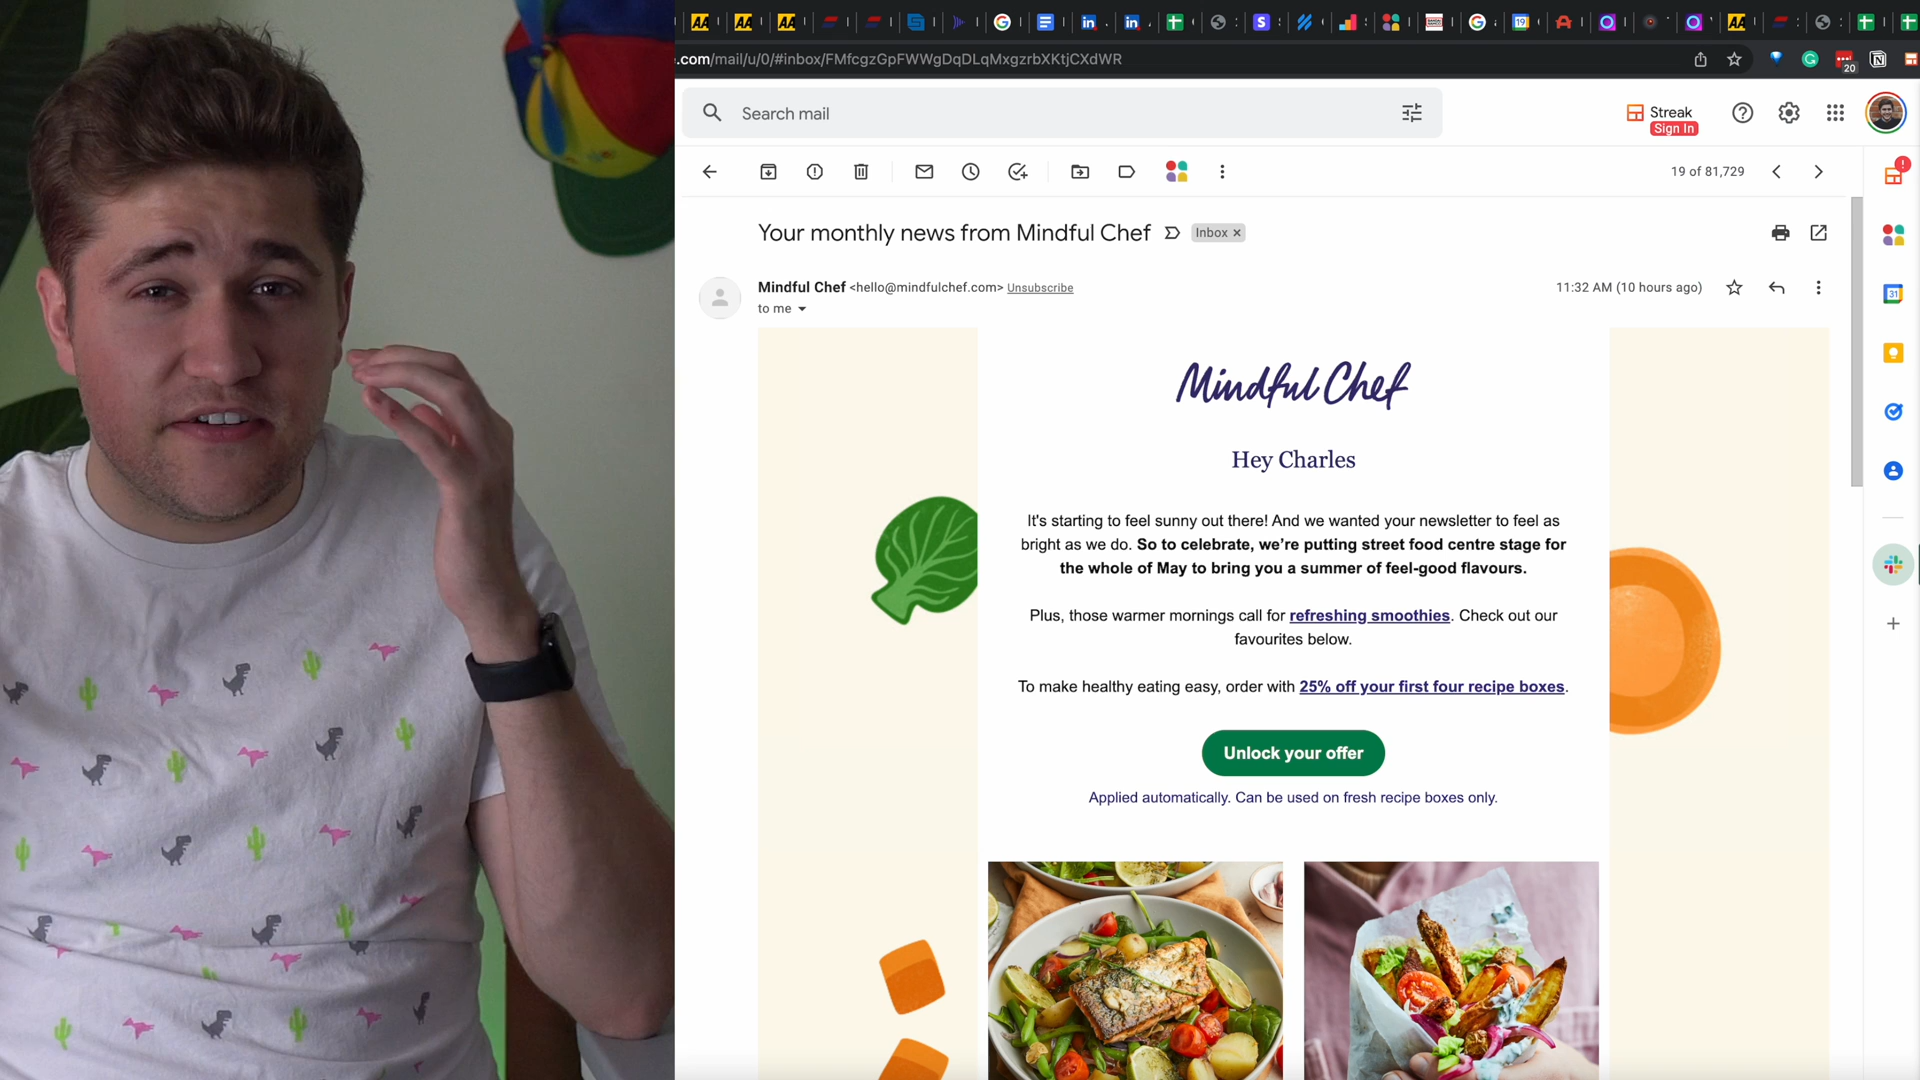 .com/mail/u/0/#inbox/FMfcgzGpFWWgDqDLqMxgzrbXKtjCXdWR
20
Search mail
Streak
Sign In
19 of 81,729
Your monthly news from Mindful Chef
Inbox ×
Mindful Chef <hello@mindfulchef.com> Unsubscribe
11:32 AM (10 hours ago)
to me
31
Mindful Chef
Hey Charles
It's starting to feel sunny out there! And we wanted your newsletter to feel as
bright as we do. So to celebrate, we’re putting street food centre stage for
the whole of May to bring you a summer of feel-good flavours.
Plus, those warmer mornings call for refreshing smoothies. Check out our
favourites below.
To make healthy eating easy, order with 25% off your first four recipe boxes.
Unlock your offer
Applied automatically. Can be used on fresh recipe boxes only.